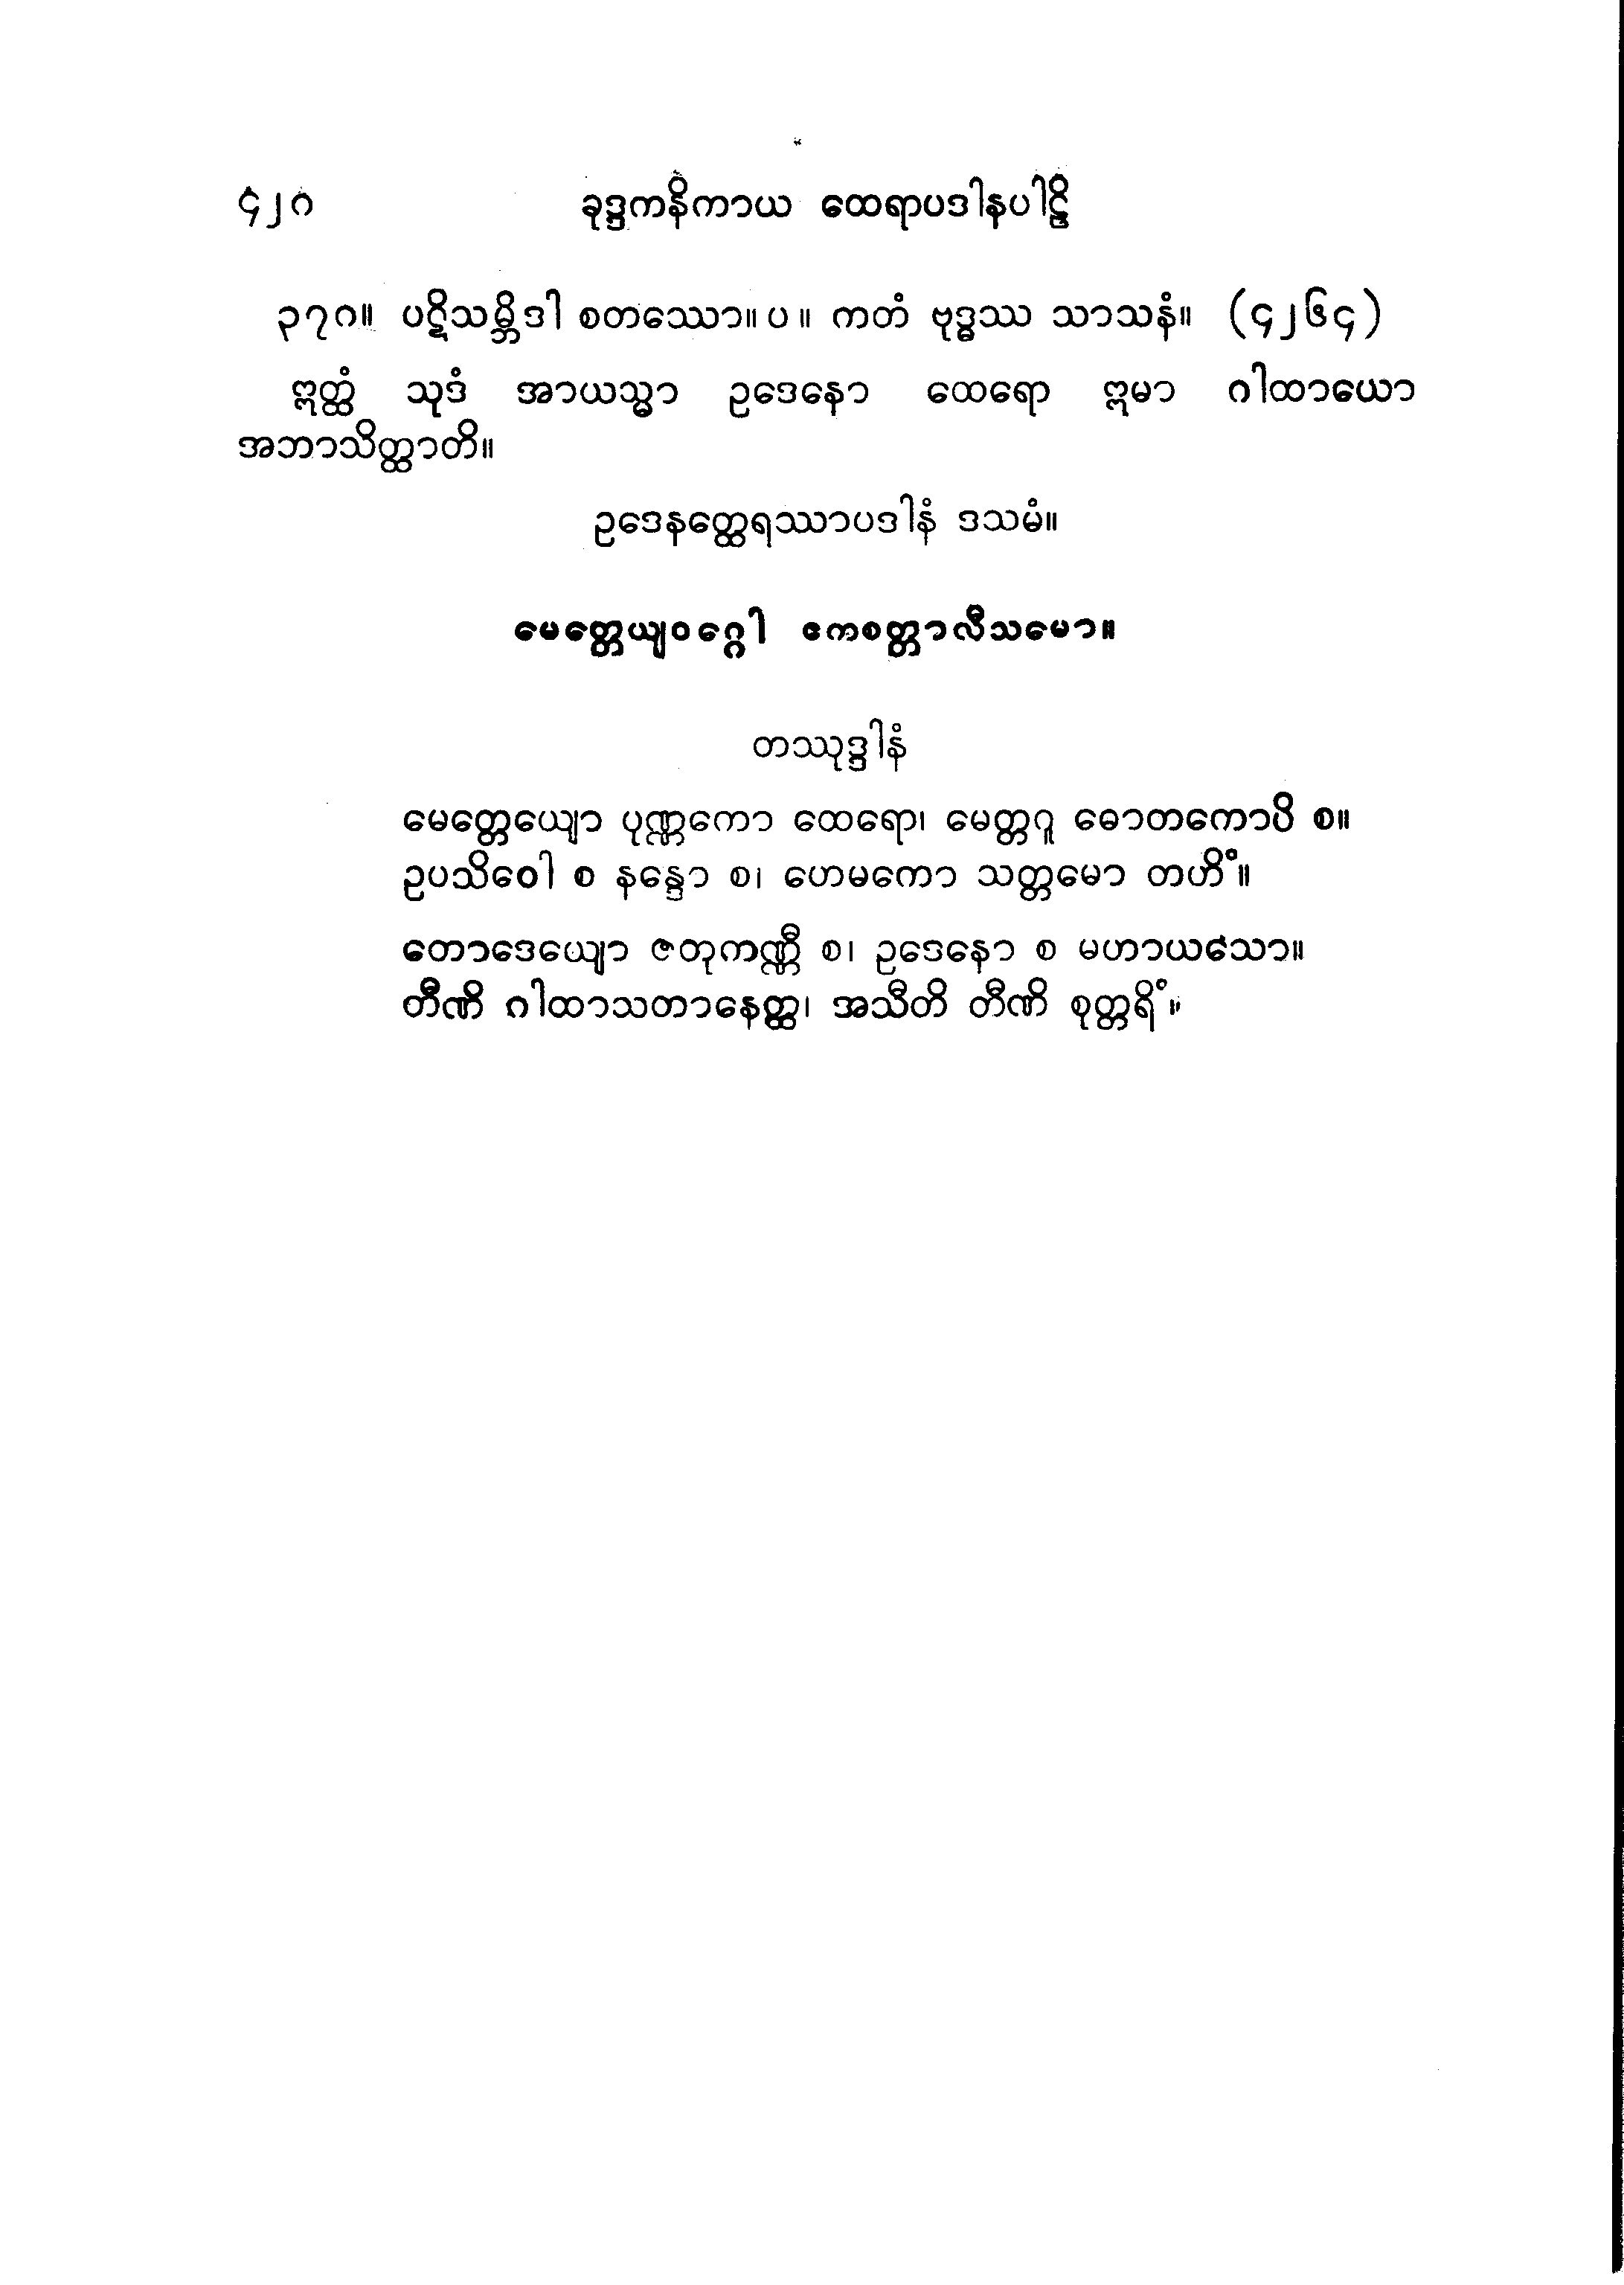 ၄၂၀ ခုဒ္ဒကနိကာယ ထေရာပဒါနပါဠိ
၃၇၀။ ပဋိသမ္ဘိဒါ စတဿော။ ပ ။ ကတံ ဗုဒ္ဓဿ သာသနံ။ (၄၂၆၄)
ဣတ္ထံ သုဒံ အာယသ္မာ ဥဒေနော ထေရော ဣမာ ဂါထာယော
အဘာသိတ္ထာတိ။
ဥဒေနတ္ထေရဿာပဒါနံ ဒသမံ။
မေတ္တေယျဝဂ္ဂေါ ဧကစတ္တာလီသမော။
တဿုဒ္ဒါနံ
မေတ္တေယျော ပုဏ္ဏကော ထေရော၊ မေတ္တဂူ ဓောတကောပိ စ။
ဥပသိဝေါ စ နန္ဒော စ၊ ဟေမကော သတ္တမော တဟိံ။
တောဒေယျော ဇတုကဏ္ဏီ စ၊ ဥဒေနော စ မဟာယသော။
တီဏိ ဂါထာသတာနေတ္ထ၊ အသီတိ တီဏိ စုတ္တရိံ။